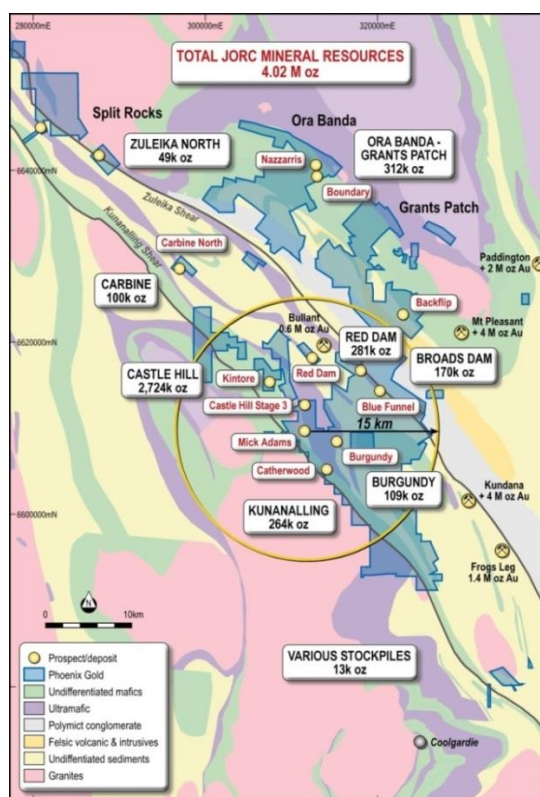 280000mE
300000mE
320000mE
TOTAL JORC MINERAL RESOURCES
4.02 M oz
Split Rocks
Ora Banda
ZULEIKA NORTH
49k oz
Nazzarris
ORA BANDA -
GRANTS PATCH
312k oz
6640000mN
Boundary
Zuleika Shear
Grants Patch
Kunanalling Shear
Carbine North
Paddington
+ 2 M oz Au
CARBINE
100k oz
Backflip
Bullant
0.6 M oz Au
Mt Pleasant
+ 4 M oz Au
6620000mN
RED DAM
281k oz
BROADS DAM
170k oz
CASTLE HILL
2,724k oz
Red Dam
Kintore
Blue Funnel
Castle Hill Stage 3
15 km
Mick Adams
Burgundy
Catherwood
BURGUNDY
109k oz
Kundana
+ 4 M oz Au
KUNANALLING
264k oz
6600000mN
Frogs Leg
1.4 M oz Au
N
0
10km
VARIOUS STOCKPILES
13k oz
Prospect/deposit
Phoenix Gold
Undifferentiated mafics
Ultramafic
Polymict conglomerate
Felsic volcanic & intrusives
Undifferentiated sediments
Granites
Coolgardie